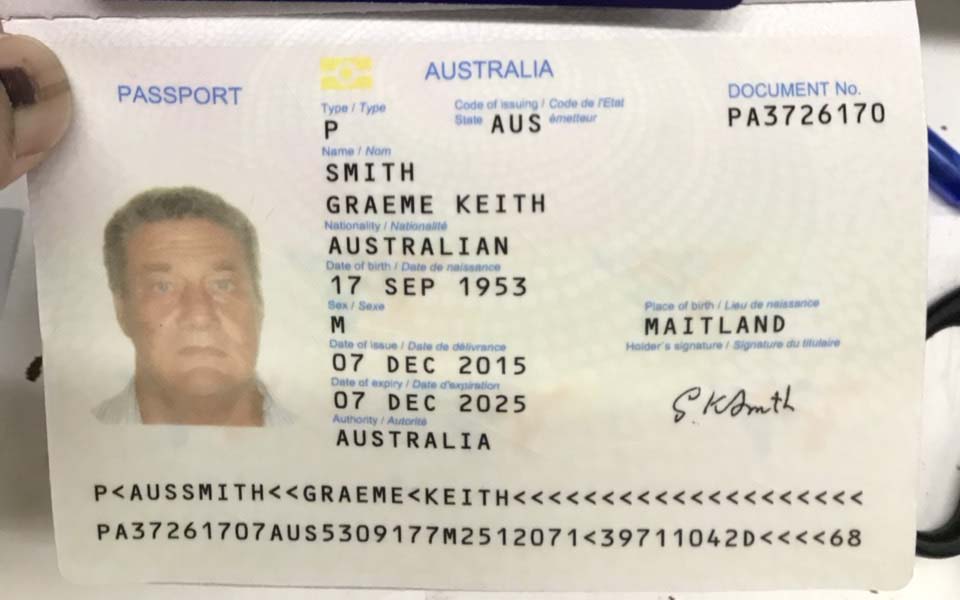 PASSPORT
AUSTRALIA
DOCUMENT No.
PA3726170
Type / Type
P
Code of issuing / Code de l'Etat
State AUS émetteur
Name / Nom
SMITH
GRAEME KEITH
Nationality / Nationalité
AUSTRALIAN
Date of birth / Date de naissance
17 SEP 1953
Sex / Sexe
M
Place of birth / Lieu de naissance
MAITLAND
Date of issue / Date de délivrance
07 DEC 2015
Holder's signature / Signature du titulaire
Date of expiry / Date d'expiration
07 DEC 2025
G K Smith
Authority / Autorité
AUSTRALIA
P<AUSSMITH<<GRAEME<KEITH<<<<<<<<<<<<<<<<<<<<
PA37261707AUS5309177M2512071<39711042D<<<<68